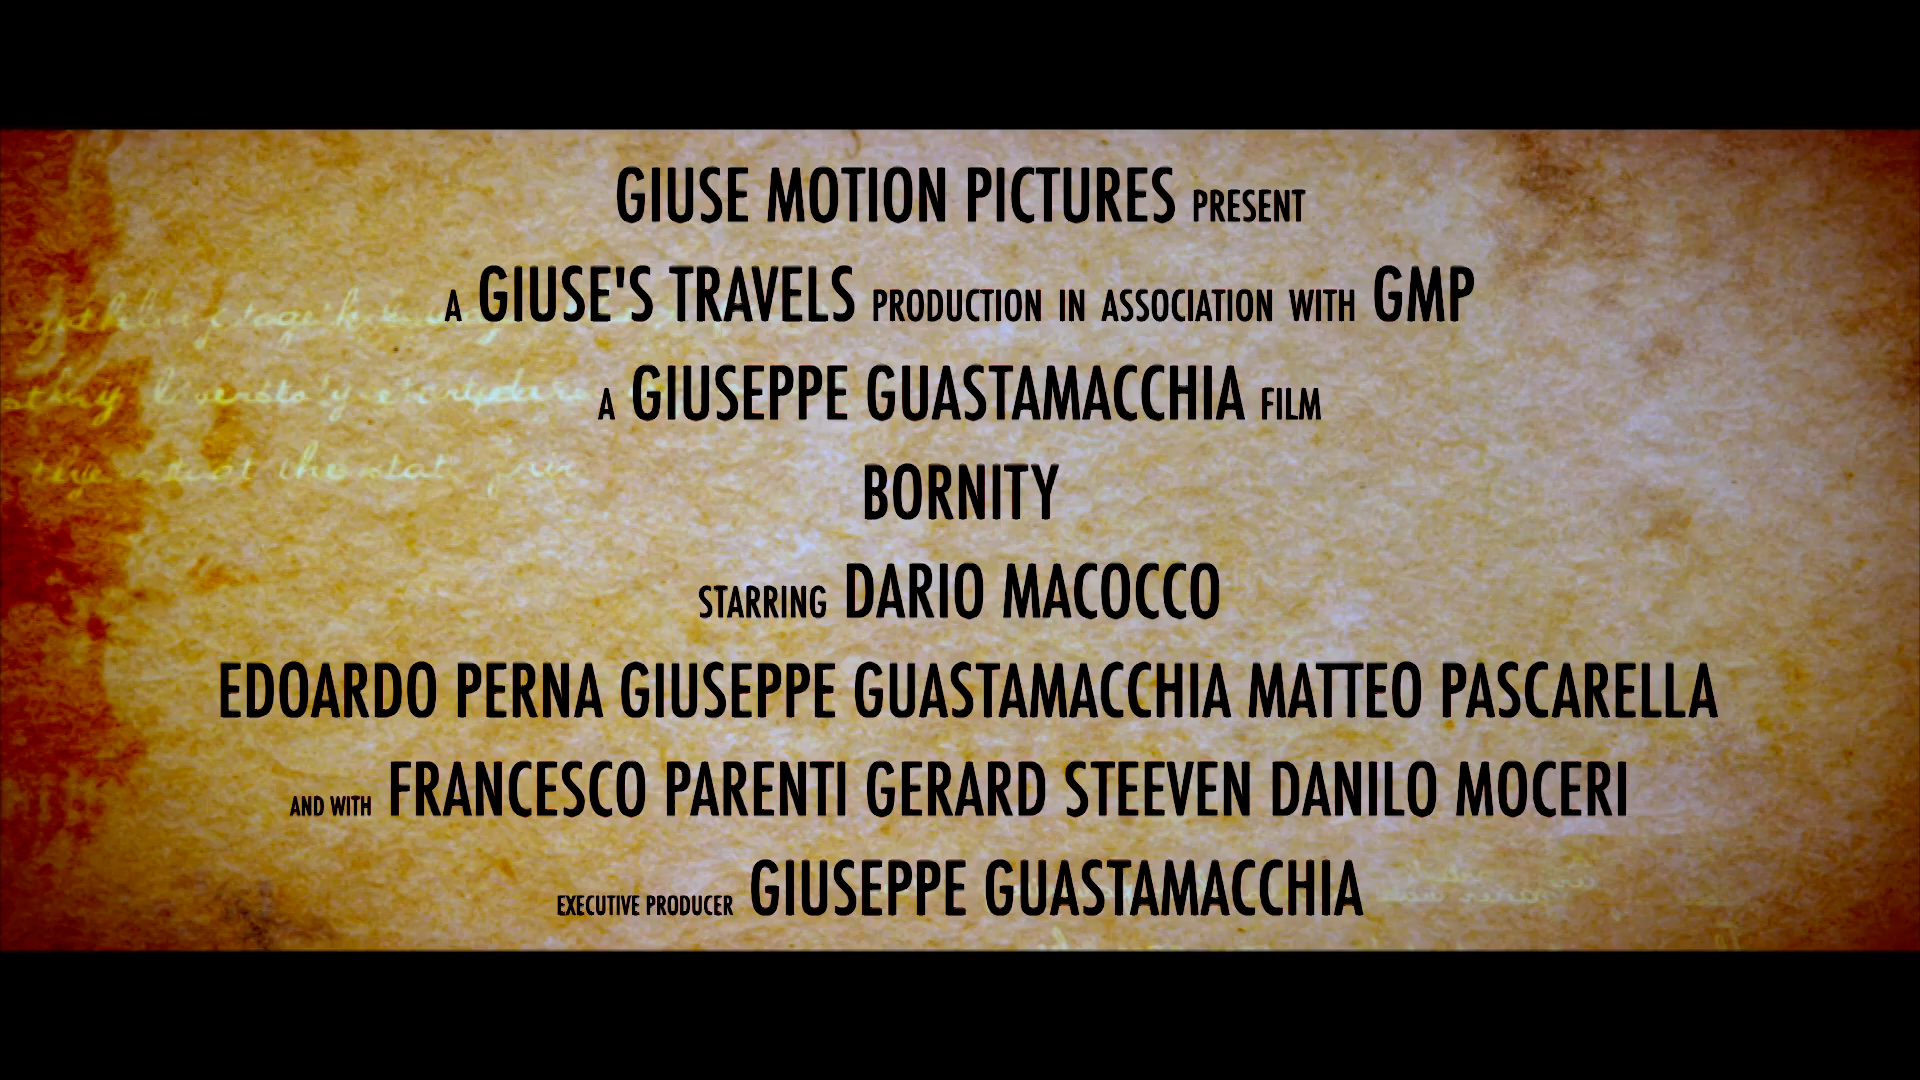 GIUSE MOTION PICTURES PRESENT
A GIUSE'S TRAVELS PRODUCTION IN ASSOCIATION WITH GMP
A GIUSEPPE GUASTAMACCHIA FILM
BORNITY
STARRING DARIO MACOCCO
EDOARDO PERNA GIUSEPPE GUASTAMACCHIA MATTEO PASCARELLA
AND WITH FRANCESCO PARENTI GERARD STEEVEN DANILO MOCERI
EXECUTIVE PRODUCER GIUSEPPE GUASTAMACCHIA